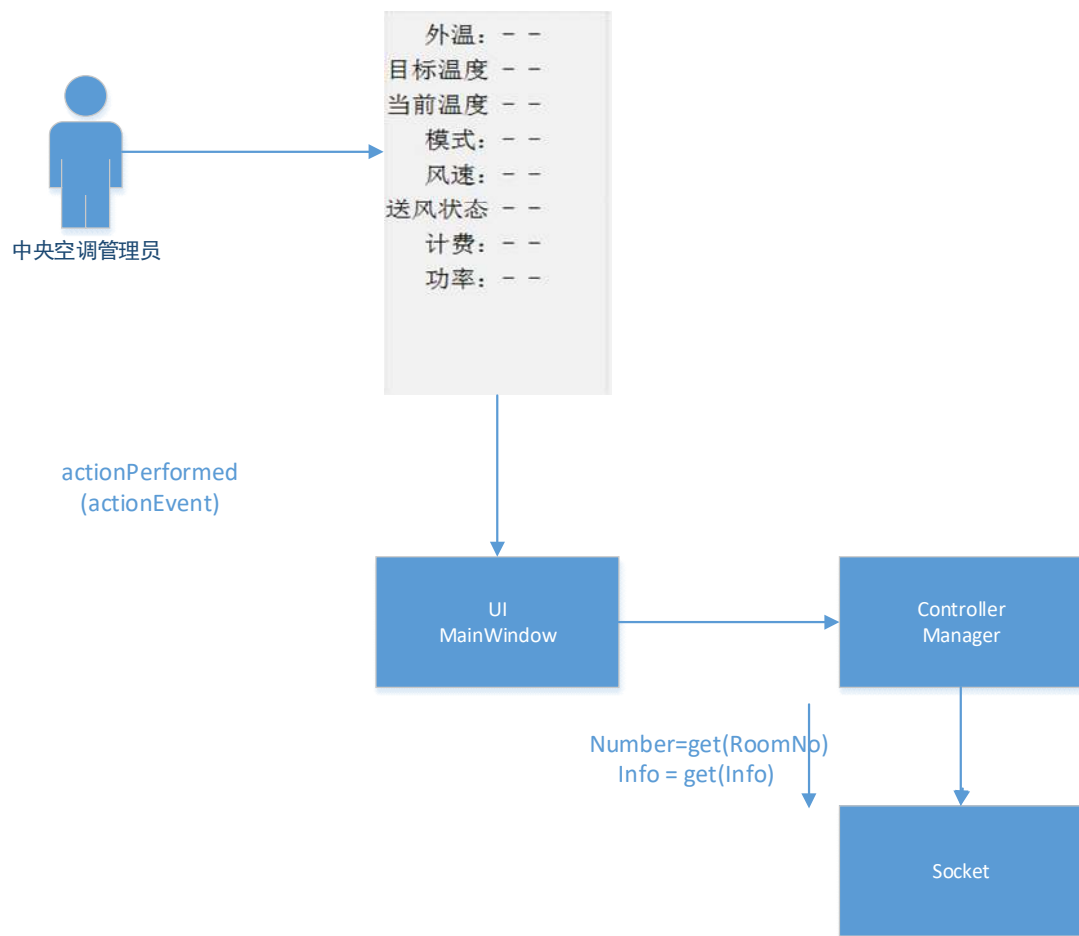 外温：- -
目标温度 - -
当前温度 - -
模式：- -
风速：- -
送风状态 - -
计费：- -
功率：- -
中央空调管理员
actionPerformed
(actionEvent)
UI
MainWindow
Controller
Manager
Number=get(RoomNo)
Info = get(Info)
Socket